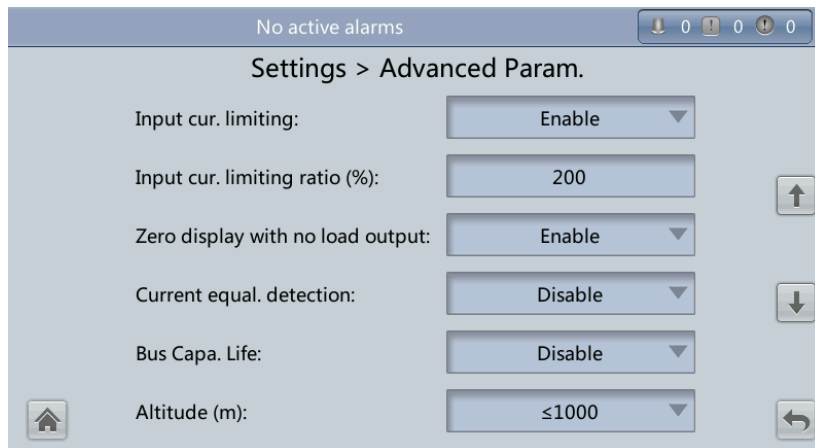 No active alarms 0 0 0
Settings > Advanced Param.
Input cur. limiting: Enable
Input cur. limiting ratio (%): 200
Zero display with no load output: Enable
Current equal. detection: Disable
Bus Capa. Life: Disable
Altitude (m): ≤1000